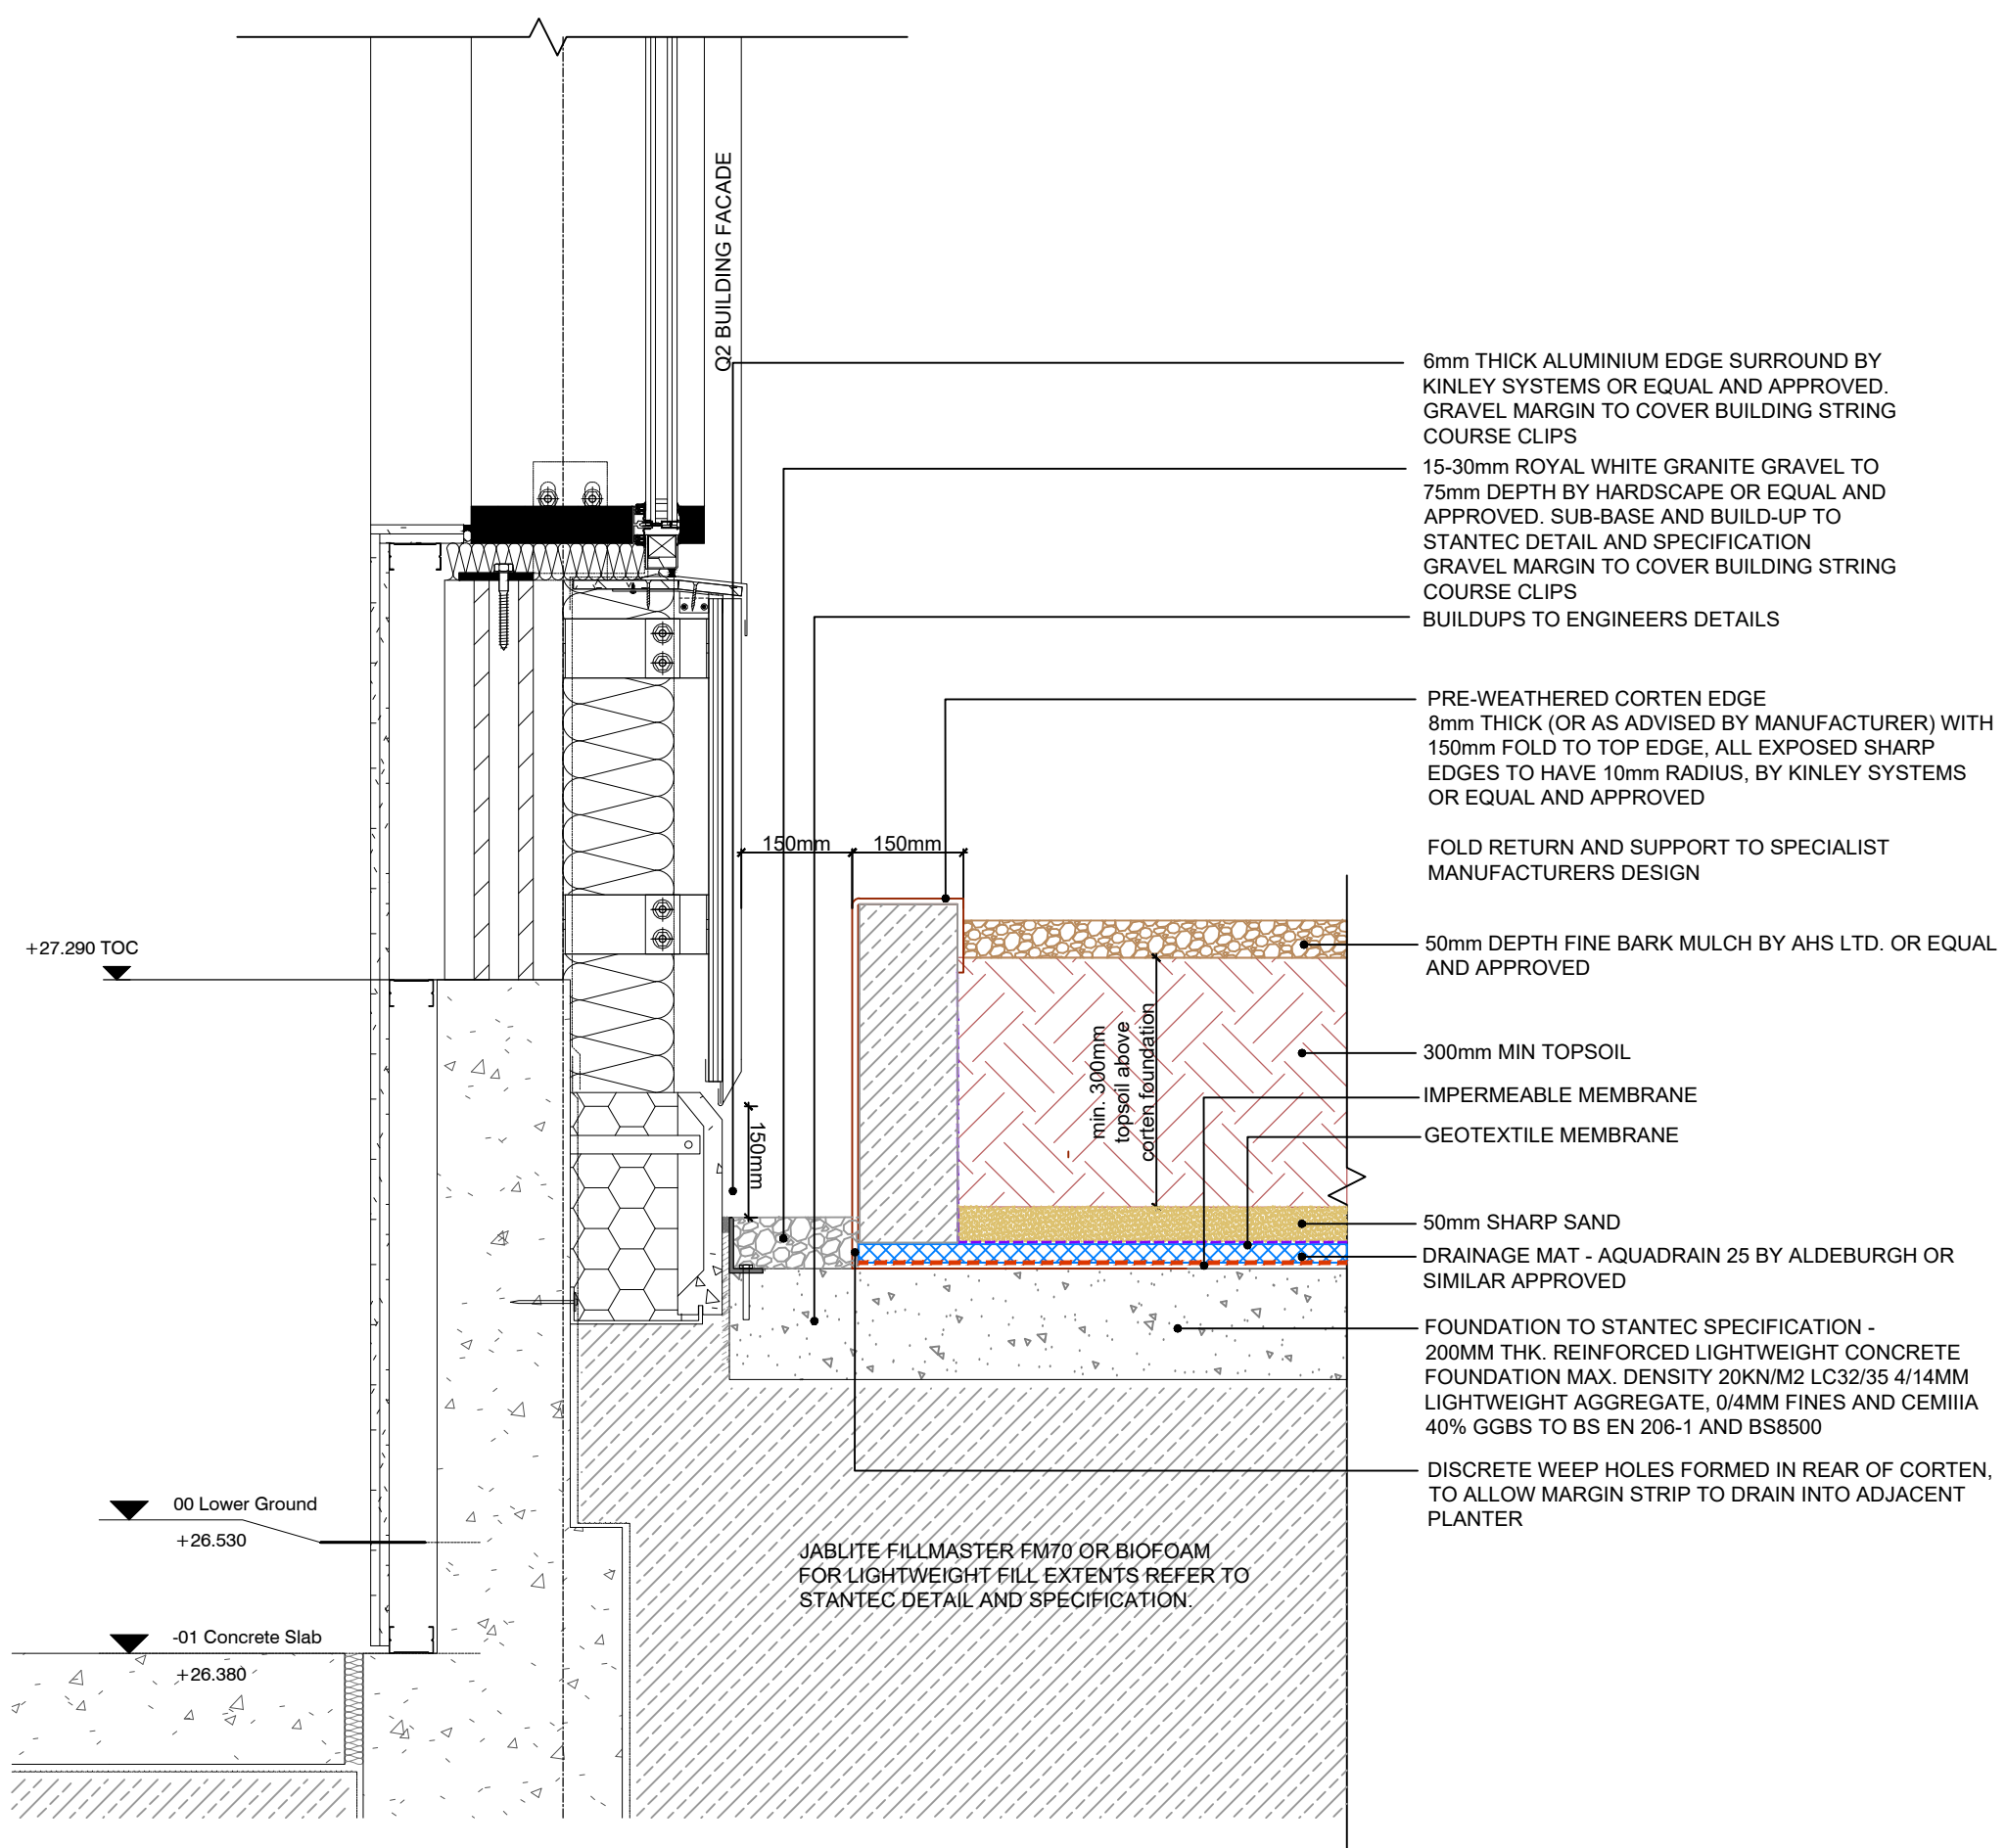 Q2 BUILDING FACADE
6mm THICK ALUMINIUM EDGE SURROUND BY
KINLEY SYSTEMS OR EQUAL AND APPROVED.
GRAVEL MARGIN TO COVER BUILDING STRING
COURSE CLIPS
15-30mm ROYAL WHITE GRANITE GRAVEL TO
75mm DEPTH BY HARDSCAPE OR EQUAL AND
APPROVED. SUB-BASE AND BUILD-UP TO
STANTEC DETAIL AND SPECIFICATION
GRAVEL MARGIN TO COVER BUILDING STRING
COURSE CLIPS
BUILDUPS TO ENGINEERS DETAILS
PRE-WEATHERED CORTEN EDGE
8mm THICK (OR AS ADVISED BY MANUFACTURER) WITH
150mm FOLD TO TOP EDGE, ALL EXPOSED SHARP
EDGES TO HAVE 10mm RADIUS, BY KINLEY SYSTEMS
OR EQUAL AND APPROVED
FOLD RETURN AND SUPPORT TO SPECIALIST
MANUFACTURERS DESIGN
150mm
150mm
+27.290 TOC
50mm DEPTH FINE BARK MULCH BY AHS LTD. OR EQUAL
AND APPROVED
min. 300mm
topsoil above
corten foundation
300mm MIN TOPSOIL
IMPERMEABLE MEMBRANE
GEOTEXTILE MEMBRANE
150mm
50mm SHARP SAND
DRAINAGE MAT - AQUADRAIN 25 BY ALDEBURGH OR
SIMILAR APPROVED
FOUNDATION TO STANTEC SPECIFICATION -
200MM THK. REINFORCED LIGHTWEIGHT CONCRETE
FOUNDATION MAX. DENSITY 20KN/M2 LC32/35 4/14MM
LIGHTWEIGHT AGGREGATE, 0/4MM FINES AND CEMIIIA
40% GGBS TO BS EN 206-1 AND BS8500
DISCRETE WEEP HOLES FORMED IN REAR OF CORTEN,
TO ALLOW MARGIN STRIP TO DRAIN INTO ADJACENT
PLANTER
00 Lower Ground
+26.530
JABLITE FILLMASTER FM70 OR BIOFOAM
FOR LIGHTWEIGHT FILL EXTENTS REFER TO
STANTEC DETAIL AND SPECIFICATION.
-01 Concrete Slab
+26.380